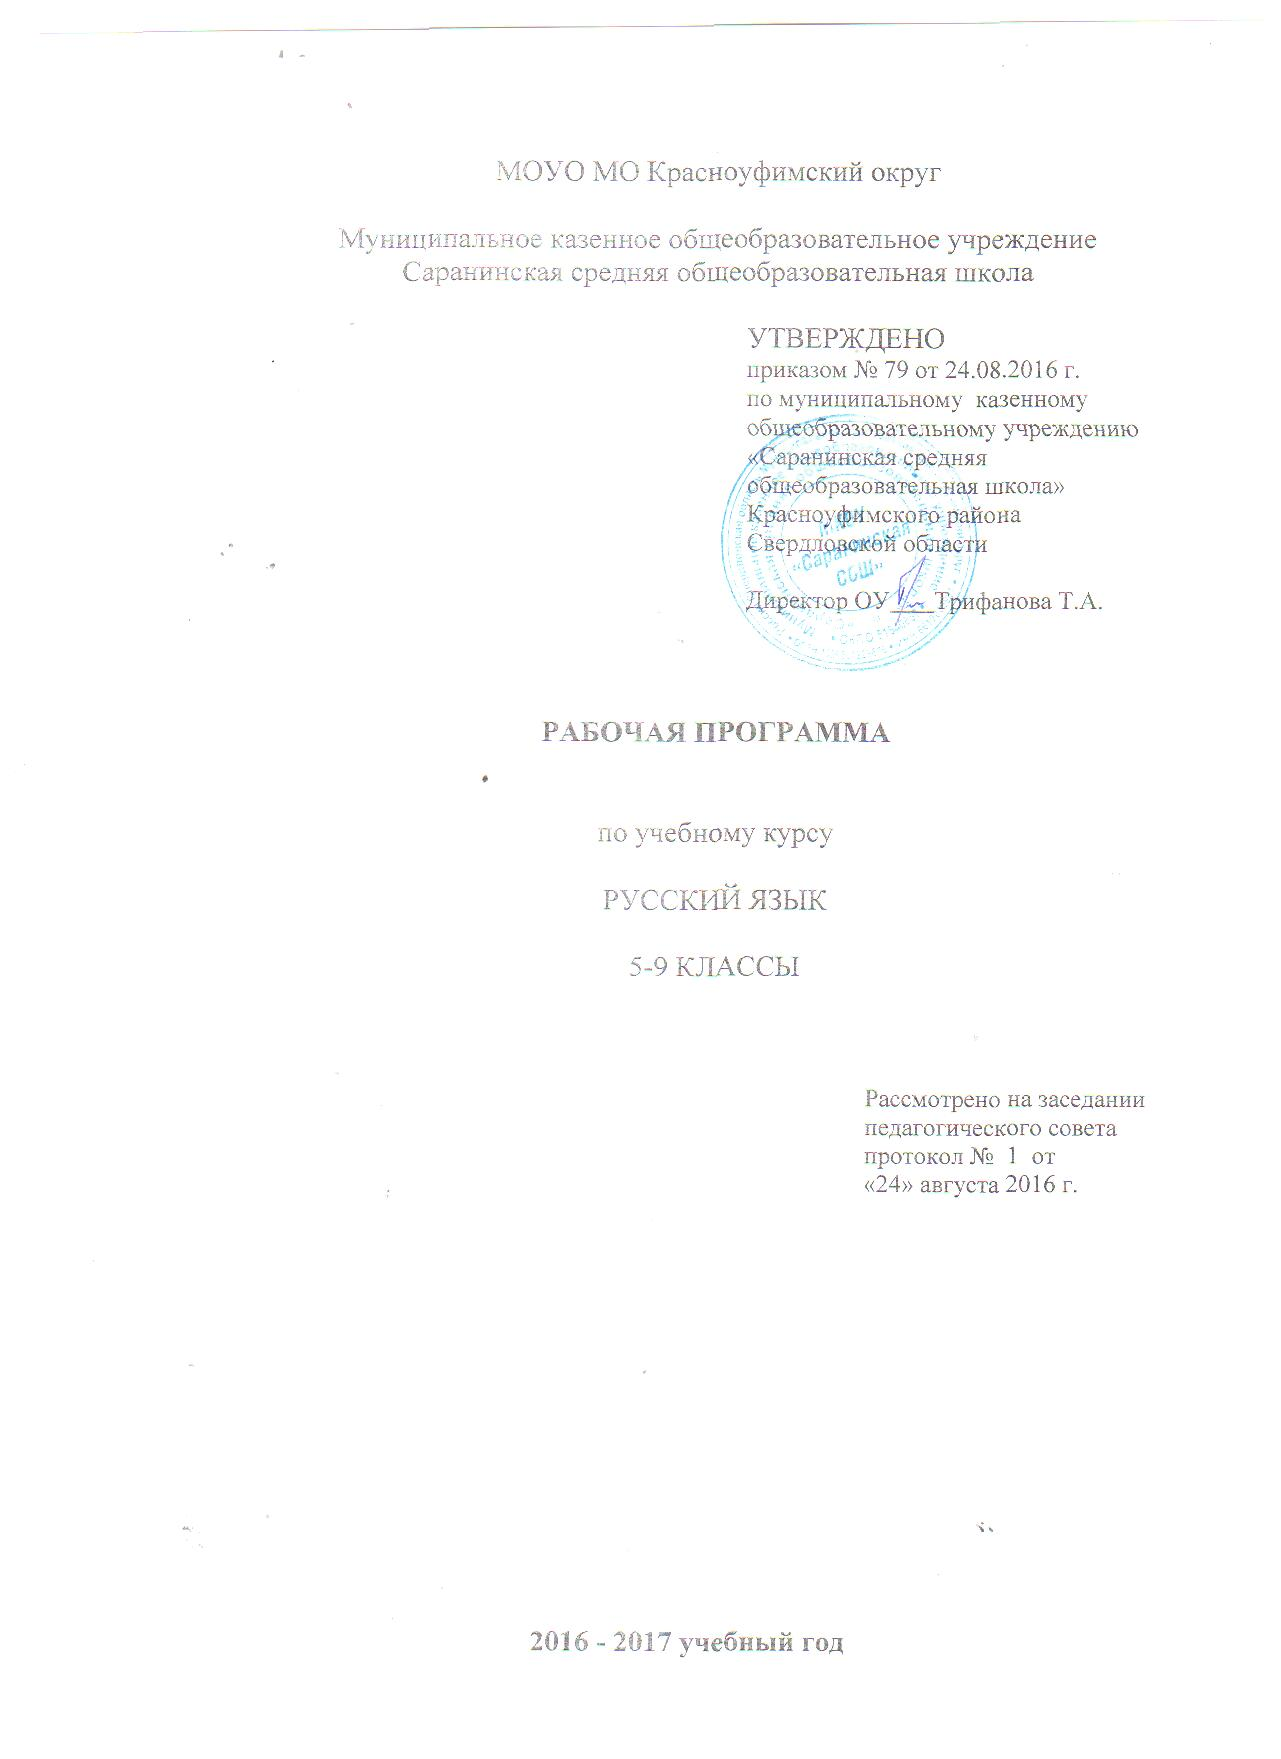 МОУО МО Красноуфимский округ
Муниципальное казенное общеобразовательное учреждение
Саранинская средняя общеобразовательная школа
УТВЕРЖДЕНО
приказом № 79 от 24.08.2016 г.
по муниципальному казенному
общеобразовательному учреждению
«Саранинская средняя
общеобразовательная школа»
Красноуфимского района
Свердловской области
«Саранинская
СОШ»
Директор ОУ____Трифанова Т.А.
РАБОЧАЯ ПРОГРАММА
по учебному курсу
РУССКИЙ ЯЗЫК
5-9 КЛАССЫ
Рассмотрено на заседании
педагогического совета
протокол № 1 от
«24» августа 2016 г.
2016 - 2017 учебный год